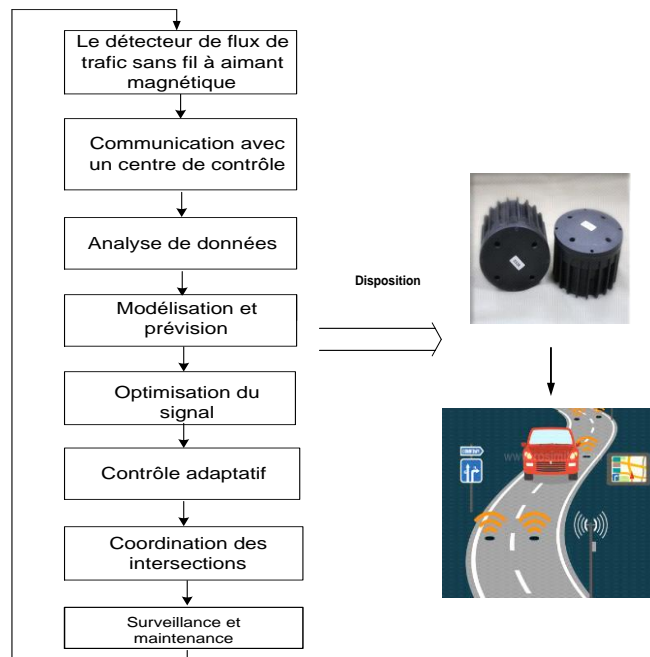 Le détecteur de flux de
trafic sans fil à aimant
magnétique
Communication avec
un centre de contrôle
Analyse de données
Modélisation et
prévision
Optimisation du
signal
Contrôle adaptatif
Coordination des
intersections
Surveillance et
maintenance
Disposition